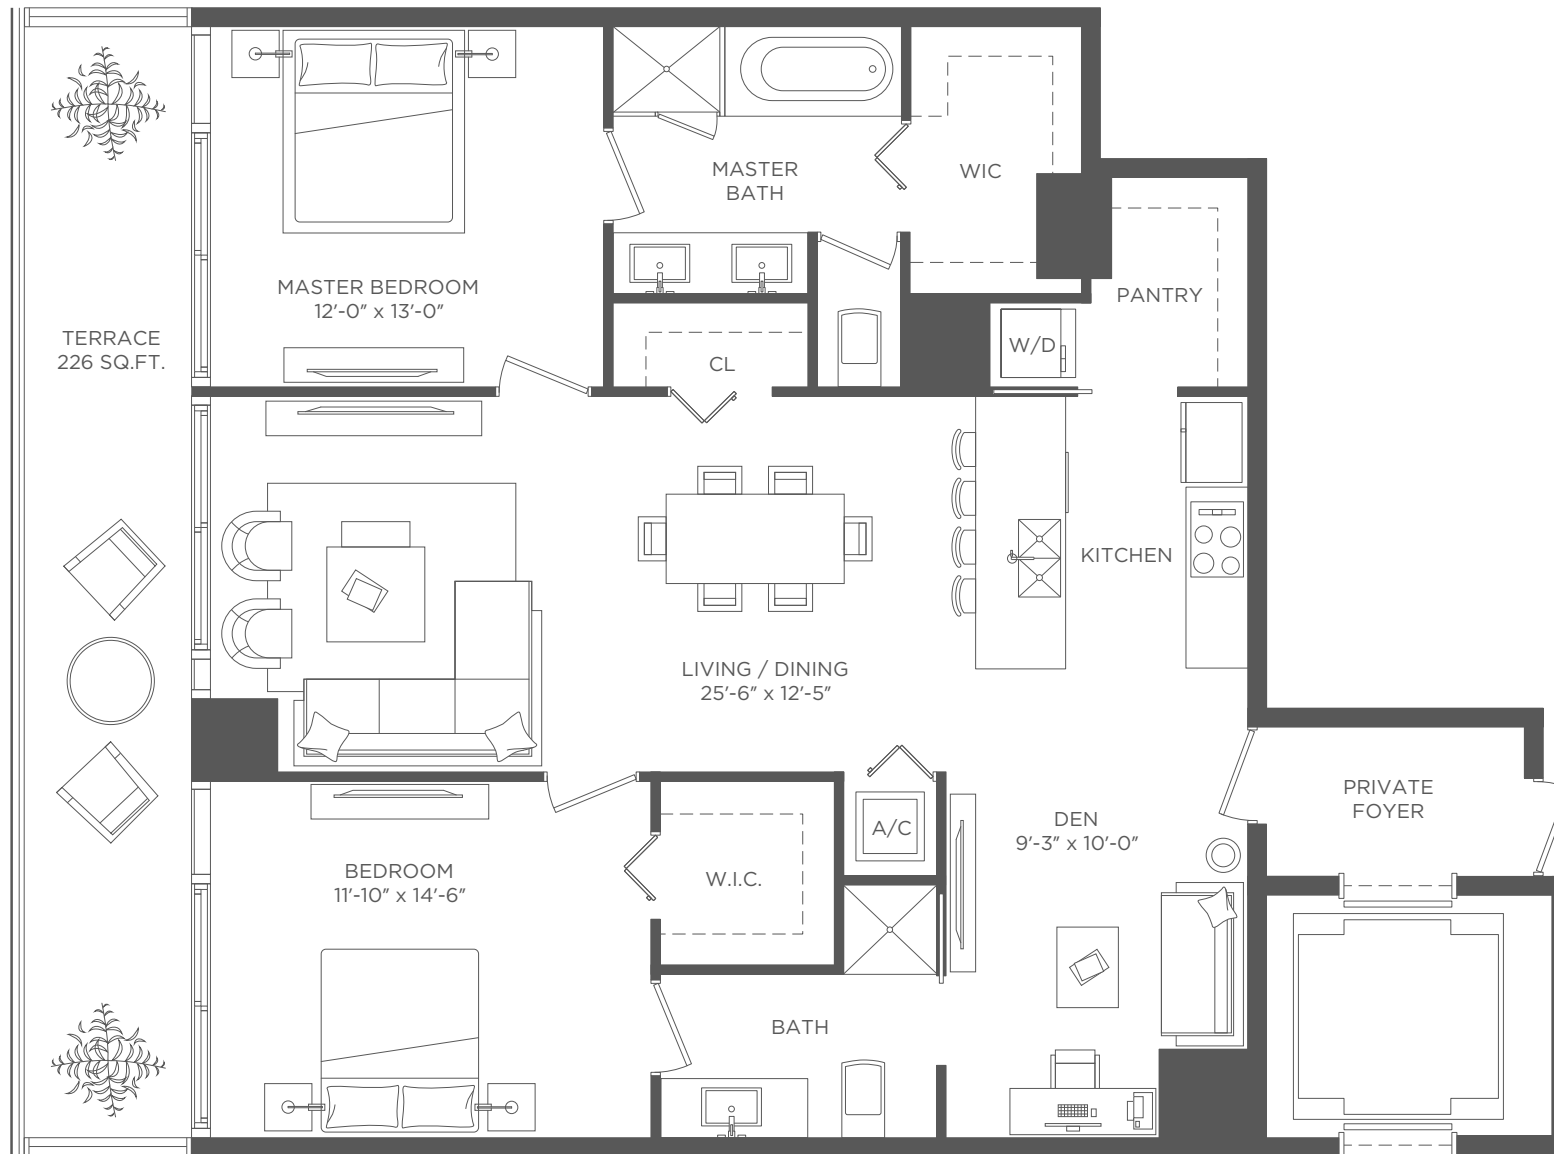 MASTER
BATH
WIC
MASTER BEDROOM
12'-0" x 13'-0"
PANTRY
TERRACE
226 SQ.FT.
W/D
CL
KITCHEN
LIVING / DINING
25'-6" x 12'-5"
PRIVATE
FOYER
A/C
DEN
9'-3" x 10'-0"
BEDROOM
11'-10" x 14'-6"
W.I.C.
BATH